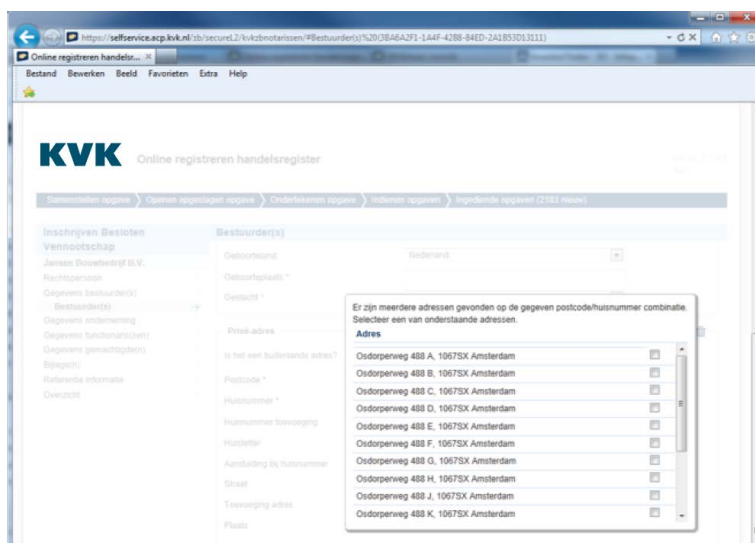 https://selfservice.acp.kvk.nl/zb/secureL2/kvkzbnotarissen/#Bestuurder(s)%20(3BA6A2F1-1A4F-42B8-84ED-2A1B53D13111)
Online registreren handelsr...
Bestand Bewerken Beeld Favorieten Extra Help
KVK Online registreren handelsregister
Samenstellen opgave Openen opgeslagen opgave Ondertekenen opgave Indienen opgaven Ingediende opgaven (2183 nieuw)
Inschrijven Besloten
Vennootschap
Jansen Bouwbedrijf B.V.
Rechtspersoon
Gegevens bestuurder(s)
Bestuurder(s)
Gegevens onderneming
Gegevens functionaris(sen)
Gegevens gemachtigde(n)
Bijlage(n)
Referentie informatie
Overzicht
Bestuurder(s)
Geboorteland Nederland
Geboorteplaats *
Geslacht *
Privé-adres
Is het een buitenlands adres?
Postcode *
Huisnummer *
Huisnummer toevoeging
Huisletter
Aanduiding bij huisnummer
Straat
Toevoeging adres
Plaats
Er zijn meerdere adressen gevonden op de gegeven postcode/huisnummer combinatie.
Selecteer een van onderstaande adressen.
Adres
Osdorperweg 488 A, 1067SX Amsterdam
Osdorperweg 488 B, 1067SX Amsterdam
Osdorperweg 488 C, 1067SX Amsterdam
Osdorperweg 488 D, 1067SX Amsterdam
Osdorperweg 488 E, 1067SX Amsterdam
Osdorperweg 488 F, 1067SX Amsterdam
Osdorperweg 488 G, 1067SX Amsterdam
Osdorperweg 488 H, 1067SX Amsterdam
Osdorperweg 488 J, 1067SX Amsterdam
Osdorperweg 488 K, 1067SX Amsterdam